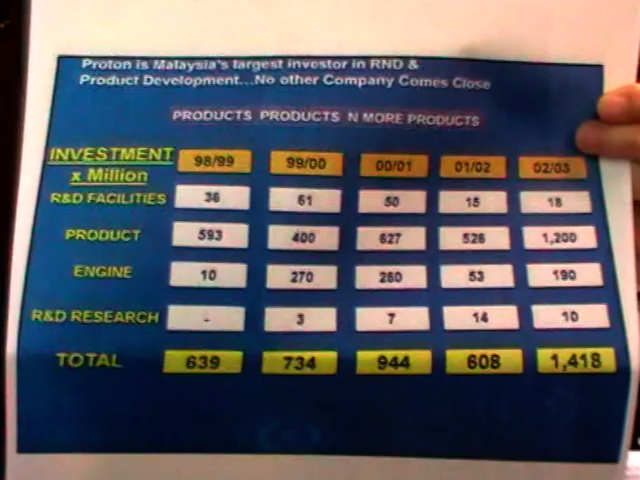 Proton is Malaysia's largest investor in RND &
Product Development...No other Company Comes Close
PRODUCTS PRODUCTS N MORE PRODUCTS
INVESTMENT x Million 98/99 99/00 00/01 01/02 02/03
R&D FACILITIES 36 61 50 15 18
PRODUCT 593 400 627 526 1,200
ENGINE 10 270 260 53 190
R&D RESEARCH - 3 7 14 10
TOTAL 639 734 944 608 1,418